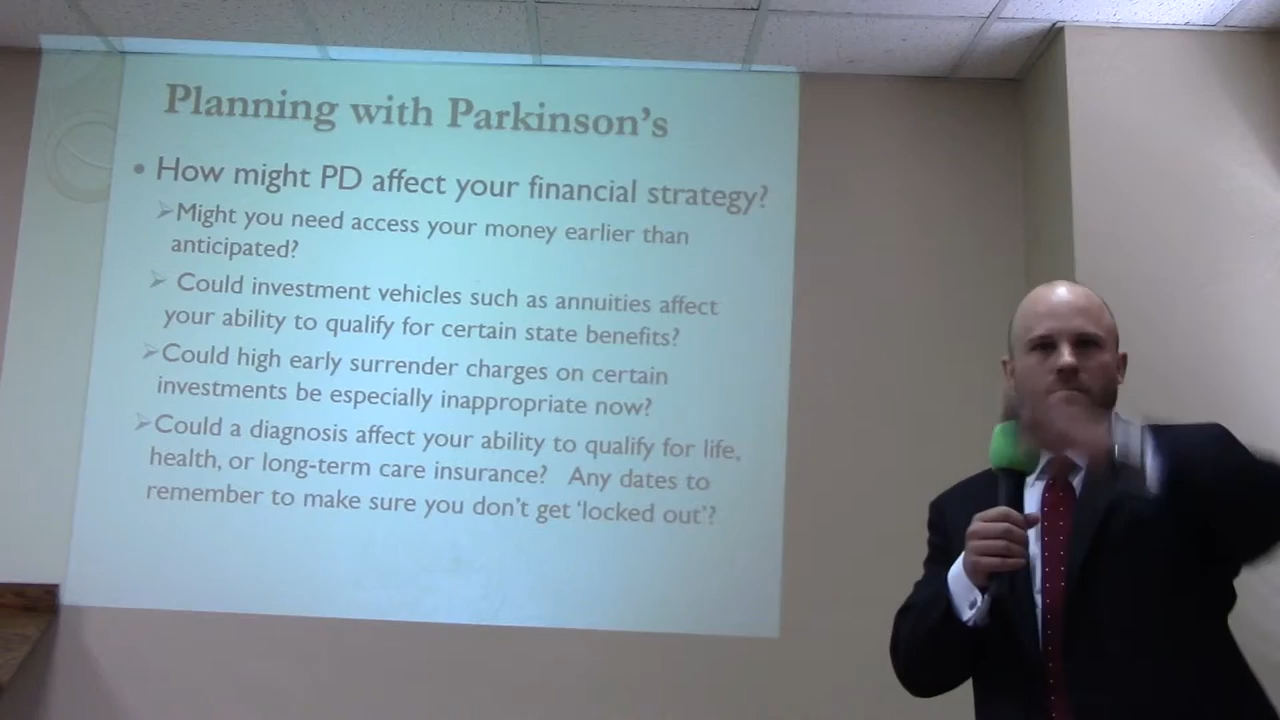 Planning with Parkinson's
• How might PD affect your financial strategy?
➢Might you need access your money earlier than
anticipated?
➢ Could investment vehicles such as annuities affect
your ability to qualify for certain state benefits?
➢Could high early surrender charges on certain
investments be especially inappropriate now?
➢Could a diagnosis affect your ability to qualify for life,
health, or long-term care insurance?   Any dates to
remember to make sure you don't get 'locked out'?